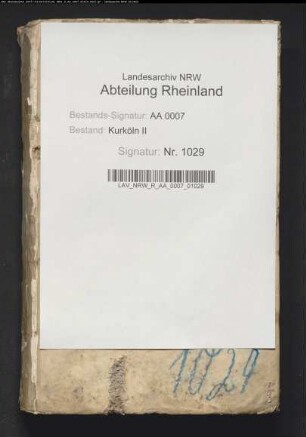 Landesarchiv NRW
Abteilung Rheinland
Bestands-Signatur: AA 0007
Bestand: Kurköln II
Signatur: Nr. 1029
LAV_NRW_R_AA_0007_01029
1029